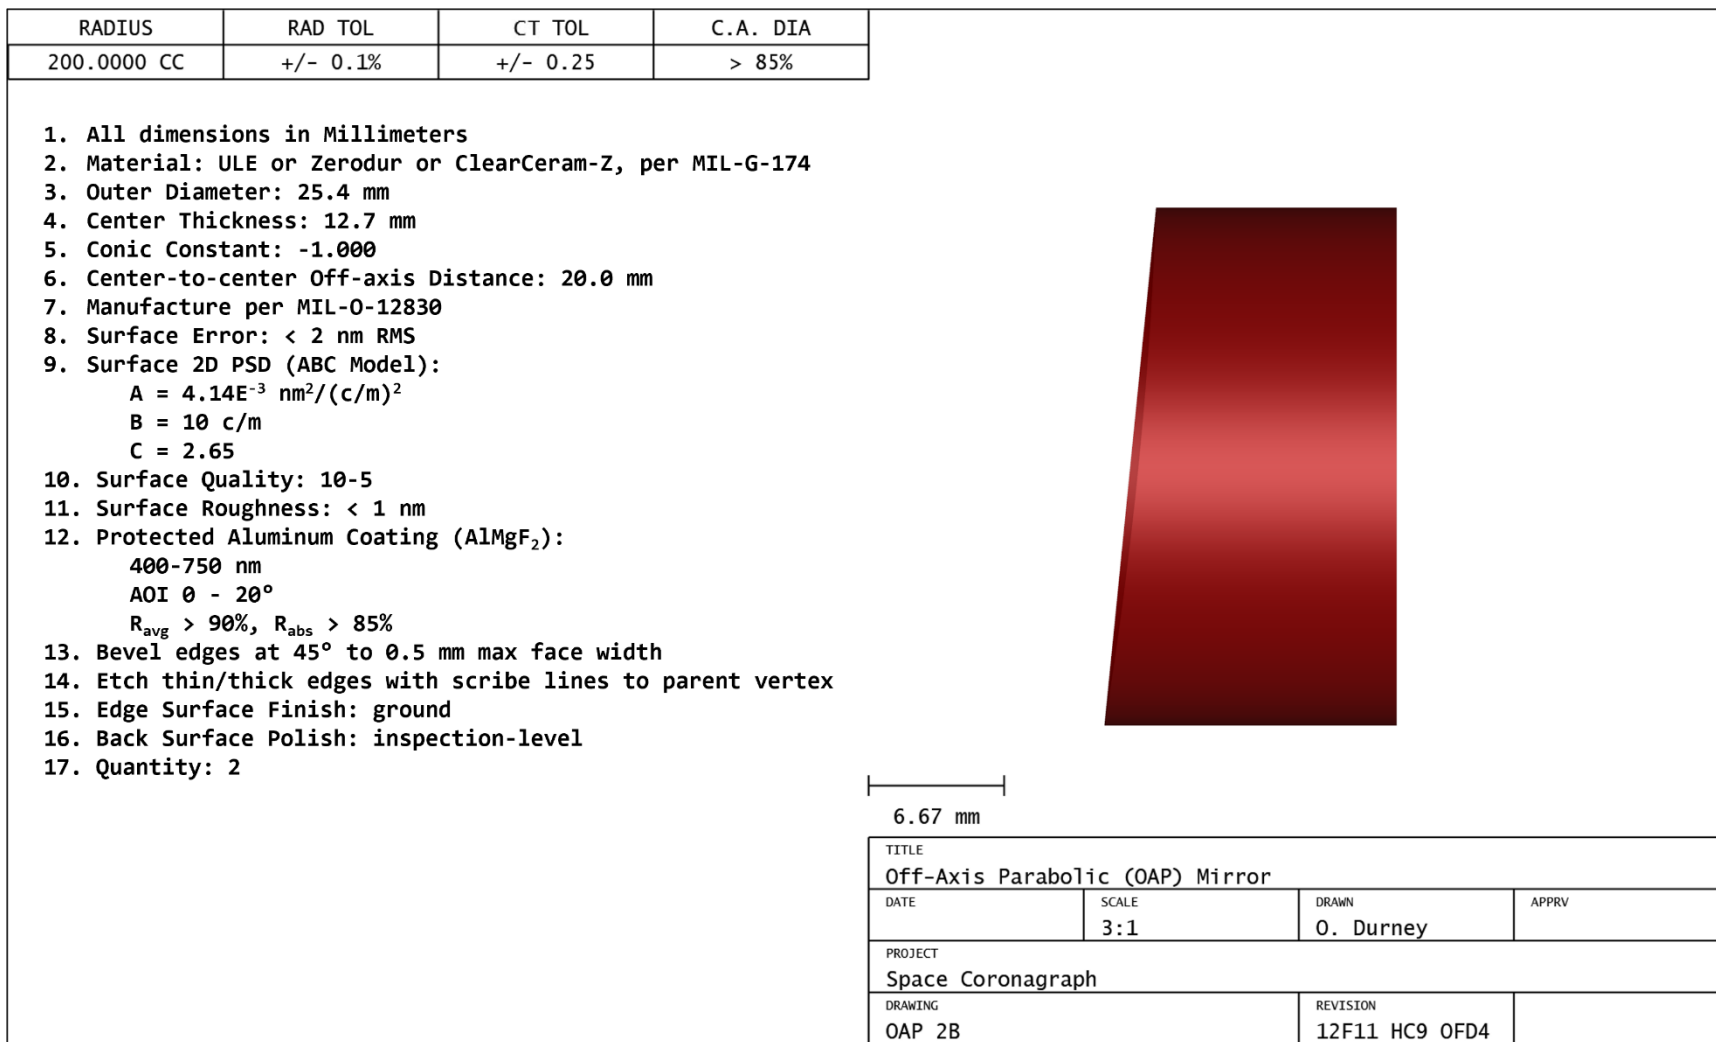 RADIUS RAD TOL CT TOL C.A. DIA
200.0000 CC +/- 0.1% +/- 0.25 > 85%
1. All dimensions in Millimeters
2. Material: ULE or Zerodur or ClearCeram-Z, per MIL-G-174
3. Outer Diameter: 25.4 mm
4. Center Thickness: 12.7 mm
5. Conic Constant: -1.000
6. Center-to-center Off-axis Distance: 20.0 mm
7. Manufacture per MIL-O-12830
8. Surface Error: < 2 nm RMS
9. Surface 2D PSD (ABC Model):
A = 4.14E⁻³ nm²/(c/m)²
B = 10 c/m
C = 2.65
10. Surface Quality: 10-5
11. Surface Roughness: < 1 nm
12. Protected Aluminum Coating (AlMgF₂):
400-750 nm
AOI 0 - 20°
Ravg > 90%, Rabs > 85%
13. Bevel edges at 45° to 0.5 mm max face width
14. Etch thin/thick edges with scribe lines to parent vertex
15. Edge Surface Finish: ground
16. Back Surface Polish: inspection-level
17. Quantity: 2
6.67 mm
TITLE
Off-Axis Parabolic (OAP) Mirror
DATE SCALE DRAWN APPRV
3:1 O. Durney
PROJECT
Space Coronagraph
DRAWING REVISION
OAP 2B 12F11 HC9 OFD4